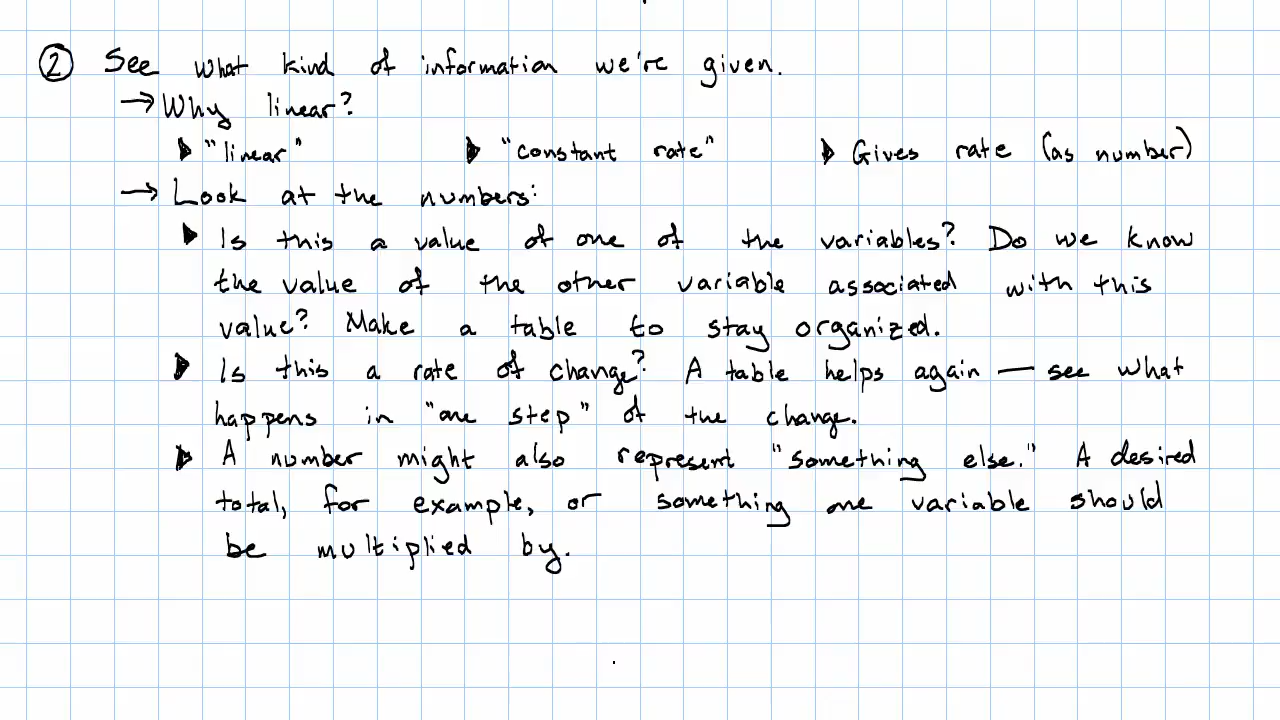 ② See what kind of information we're given.
→ Why linear?
▸ "linear" ▸ "constant rate" ▸ Gives rate (as number)
→ Look at the numbers:
▸ Is this a value of one of the variables? Do we know
the value of the other variable associated with this
value? Make a table to stay organized.
▸ Is this a rate of change? A table helps again — see what
happens in "one step" of the change.
▸ A number might also represent "something else." A desired
total, for example, or something one variable should
be multiplied by.